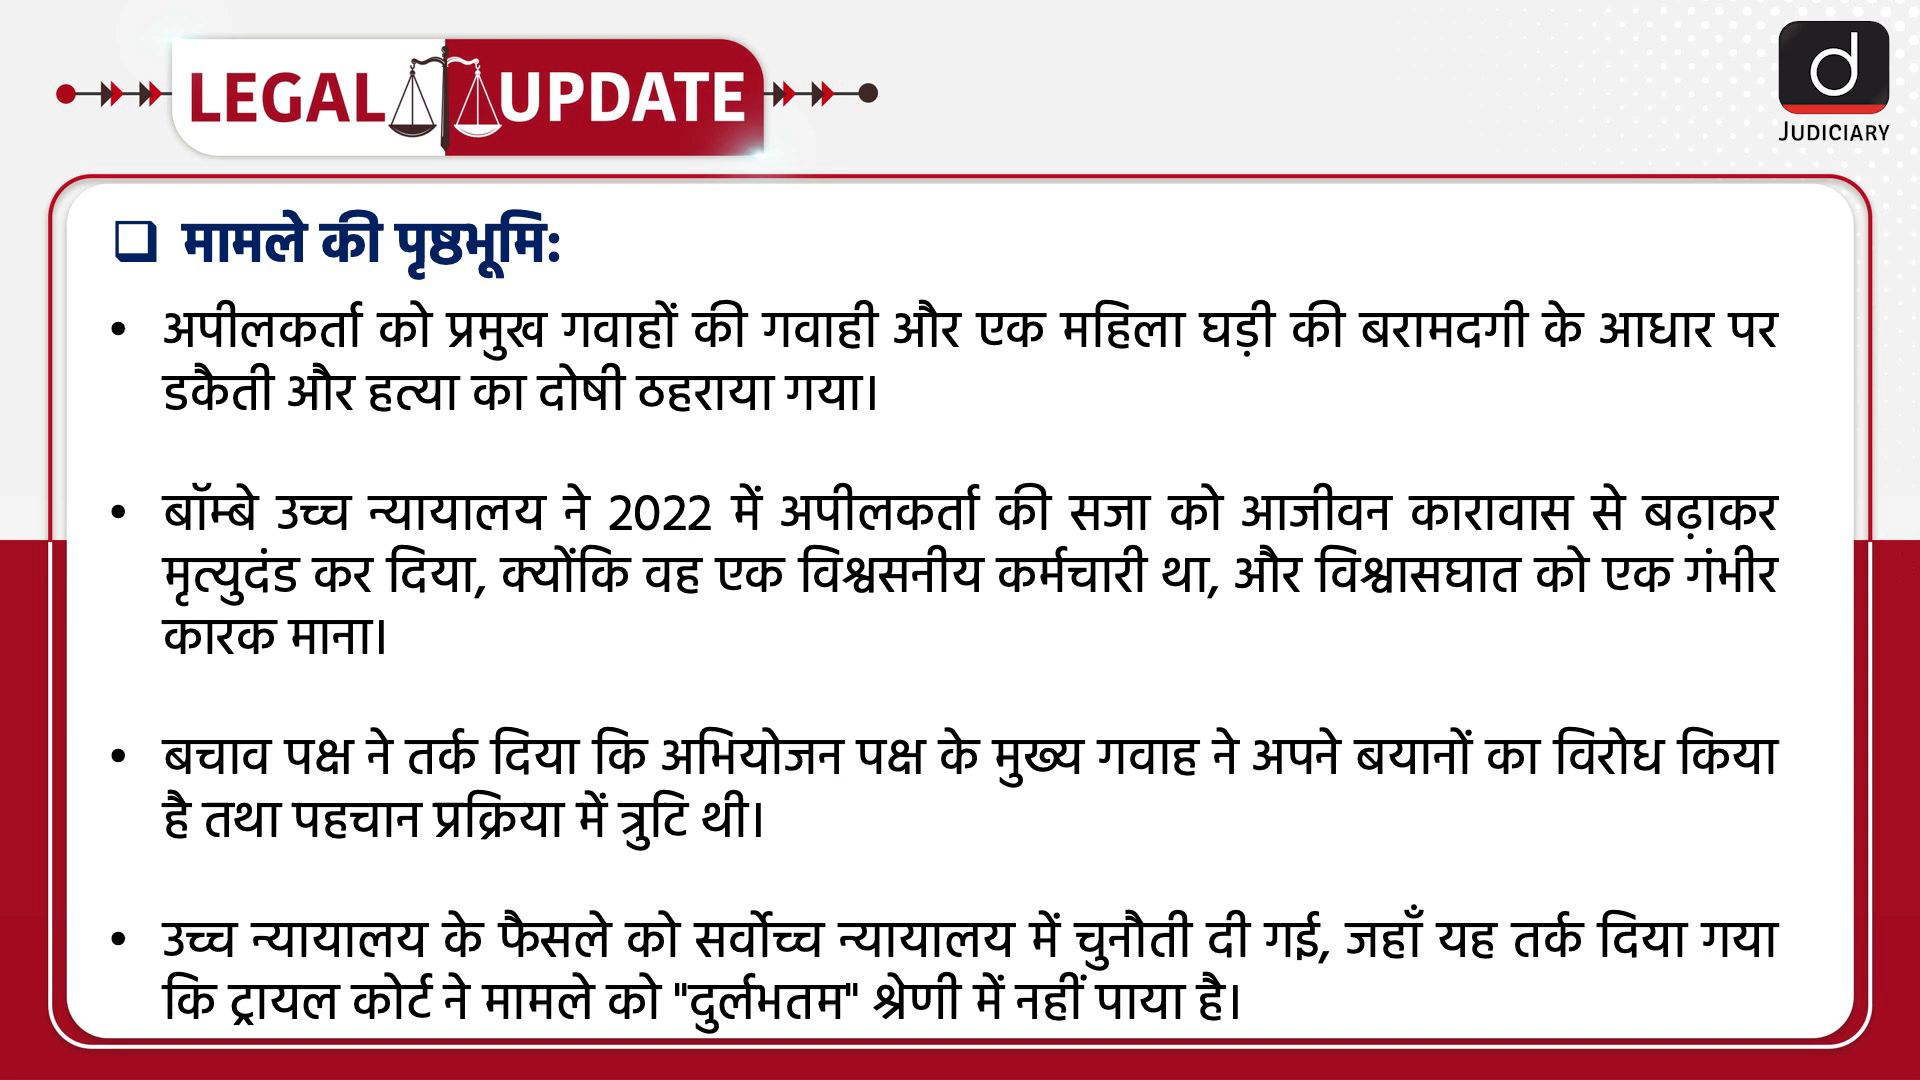 LEGAL UPDATE
d
JUDICIARY
❑ मामले की पृष्ठभूमि:
• अपीलकर्ता को प्रमुख गवाहों की गवाही और एक महिला घड़ी की बरामदगी के आधार पर
डकैती और हत्या का दोषी ठहराया गया।
• बॉम्बे उच्च न्यायालय ने 2022 में अपीलकर्ता की सजा को आजीवन कारावास से बढ़ाकर
मृत्युदंड कर दिया, क्योंकि वह एक विश्वसनीय कर्मचारी था, और विश्वासघात को एक गंभीर
कारक माना।
• बचाव पक्ष ने तर्क दिया कि अभियोजन पक्ष के मुख्य गवाह ने अपने बयानों का विरोध किया
है तथा पहचान प्रक्रिया में त्रुटि थी।
• उच्च न्यायालय के फैसले को सर्वोच्च न्यायालय में चुनौती दी गई, जहाँ यह तर्क दिया गया
कि ट्रायल कोर्ट ने मामले को "दुर्लभतम" श्रेणी में नहीं पाया है।